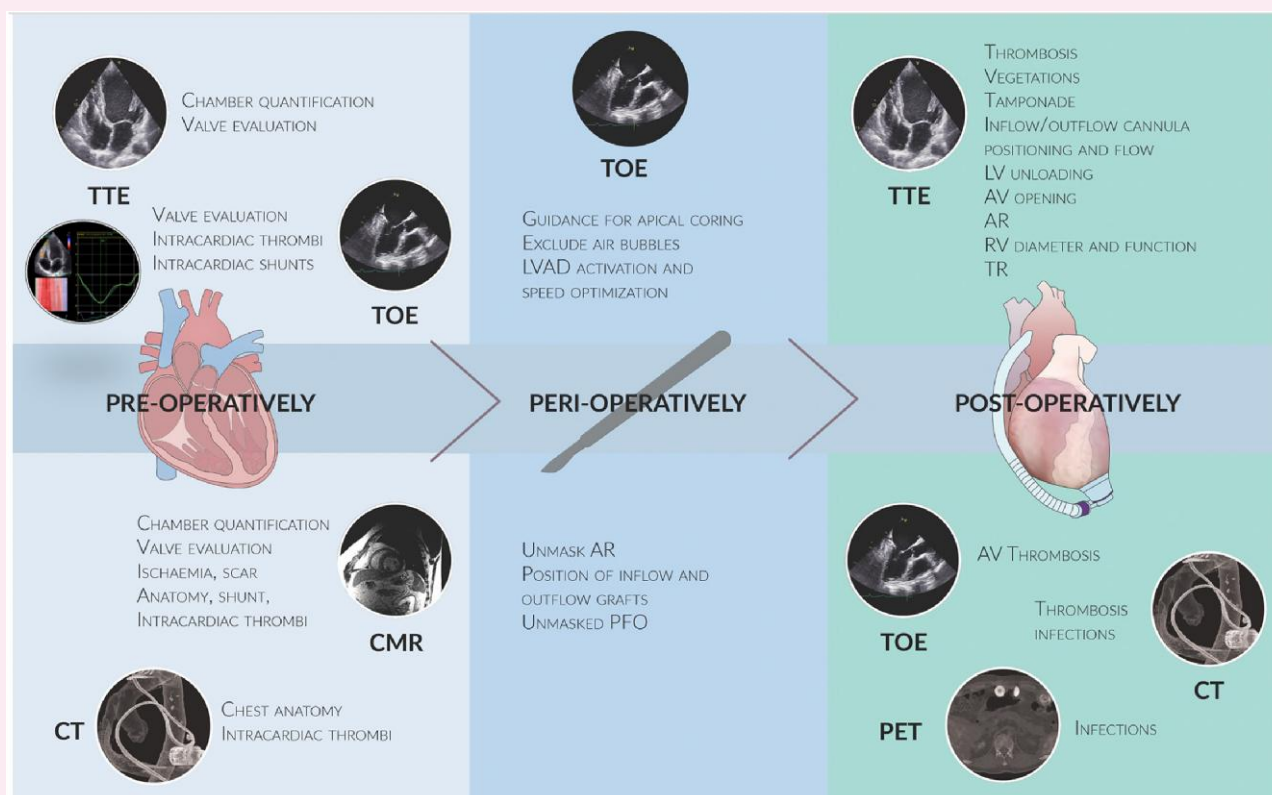 CHAMBER QUANTIFICATION
VALVE EVALUATION
TTE
VALVE EVALUATION
INTRACARDIAC THROMBI
INTRACARDIAC SHUNTS
TOE
PRE-OPERATIVELY
CHAMBER QUANTIFICATION
VALVE EVALUATION
ISCHAEMIA, SCAR
ANATOMY, SHUNT,
INTRACARDIAC THROMBI
CMR
CT
CHEST ANATOMY
INTRACARDIAC THROMBI
TOE
GUIDANCE FOR APICAL CORING
EXCLUDE AIR BUBBLES
LVAD ACTIVATION AND
SPEED OPTIMIZATION
PERI-OPERATIVELY
UNMASK AR
POSITION OF INFLOW AND
OUTFLOW GRAFTS
UNMASKED PFO
TTE
THROMBOSIS
VEGETATIONS
TAMPONADE
INFLOW/OUTFLOW CANNULA
POSITIONING AND FLOW
LV UNLOADING
AV OPENING
AR
RV DIAMETER AND FUNCTION
TR
POST-OPERATIVELY
TOE
AV THROMBOSIS
THROMBOSIS
INFECTIONS
CT
PET
INFECTIONS